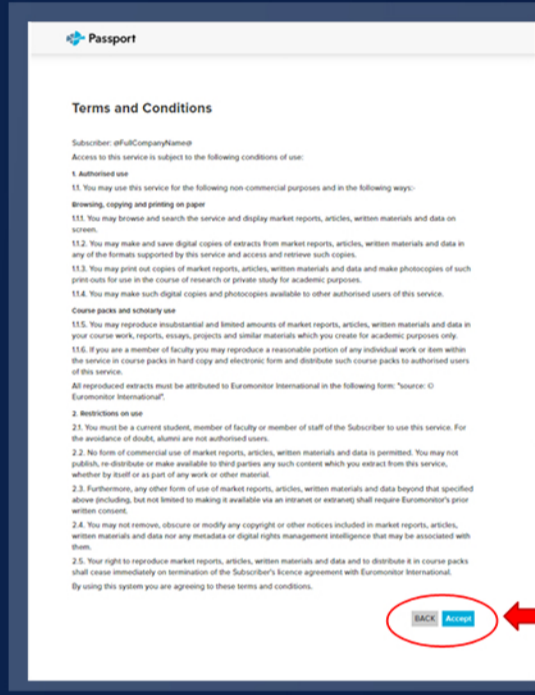 Passport
Terms and Conditions
Subscriber: @FullCompanyName@
Access to this service is subject to the following conditions of use:
1. Authorised use
1.1. You may use this service for the following non-commercial purposes and in the following ways:-
Browsing, copying and printing on paper
1.1.1. You may browse and search the service and display market reports, articles, written materials and data on
screen.
1.1.2. You may make and save digital copies of extracts from market reports, articles, written materials and data in
any of the formats supported by this service and access and retrieve such copies.
1.1.3. You may print out copies of market reports, articles, written materials and data and make photocopies of such
print-outs for use in the course of research or private study for academic purposes.
1.1.4. You may make such digital copies and photocopies available to other authorised users of this service.
Course packs and scholarly use
1.1.5. You may reproduce insubstantial and limited amounts of market reports, articles, written materials and data in
your course work, reports, essays, projects and similar materials which you create for academic purposes only.
1.1.6. If you are a member of faculty you may reproduce a reasonable portion of any individual work or item within
the service in course packs in hard copy and electronic form and distribute such course packs to authorised users
of this service.
All reproduced extracts must be attributed to Euromonitor International in the following form: "source: ©
Euromonitor International".
2. Restrictions on use
2.1. You must be a current student, member of faculty or member of staff of the Subscriber to use this service. For
the avoidance of doubt, alumni are not authorised users.
2.2. No form of commercial use of market reports, articles, written materials and data is permitted. You may not
publish, re-distribute or make available to third parties any such content which you extract from this service,
whether by itself or as part of any work or other material.
2.3. Furthermore, any other form of use of market reports, articles, written materials and data beyond that specified
above (including, but not limited to making it available via an intranet or extranet) shall require Euromonitor's prior
written consent.
2.4. You may not remove, obscure or modify any copyright or other notices included in market reports, articles,
written materials and data nor any metadata or digital rights management intelligence that may be associated with
them.
2.5. Your right to reproduce market reports, articles, written materials and data and to distribute it in course packs
shall cease immediately on termination of the Subscriber's licence agreement with Euromonitor International.
By using this system you are agreeing to these terms and conditions.
BACK Accept